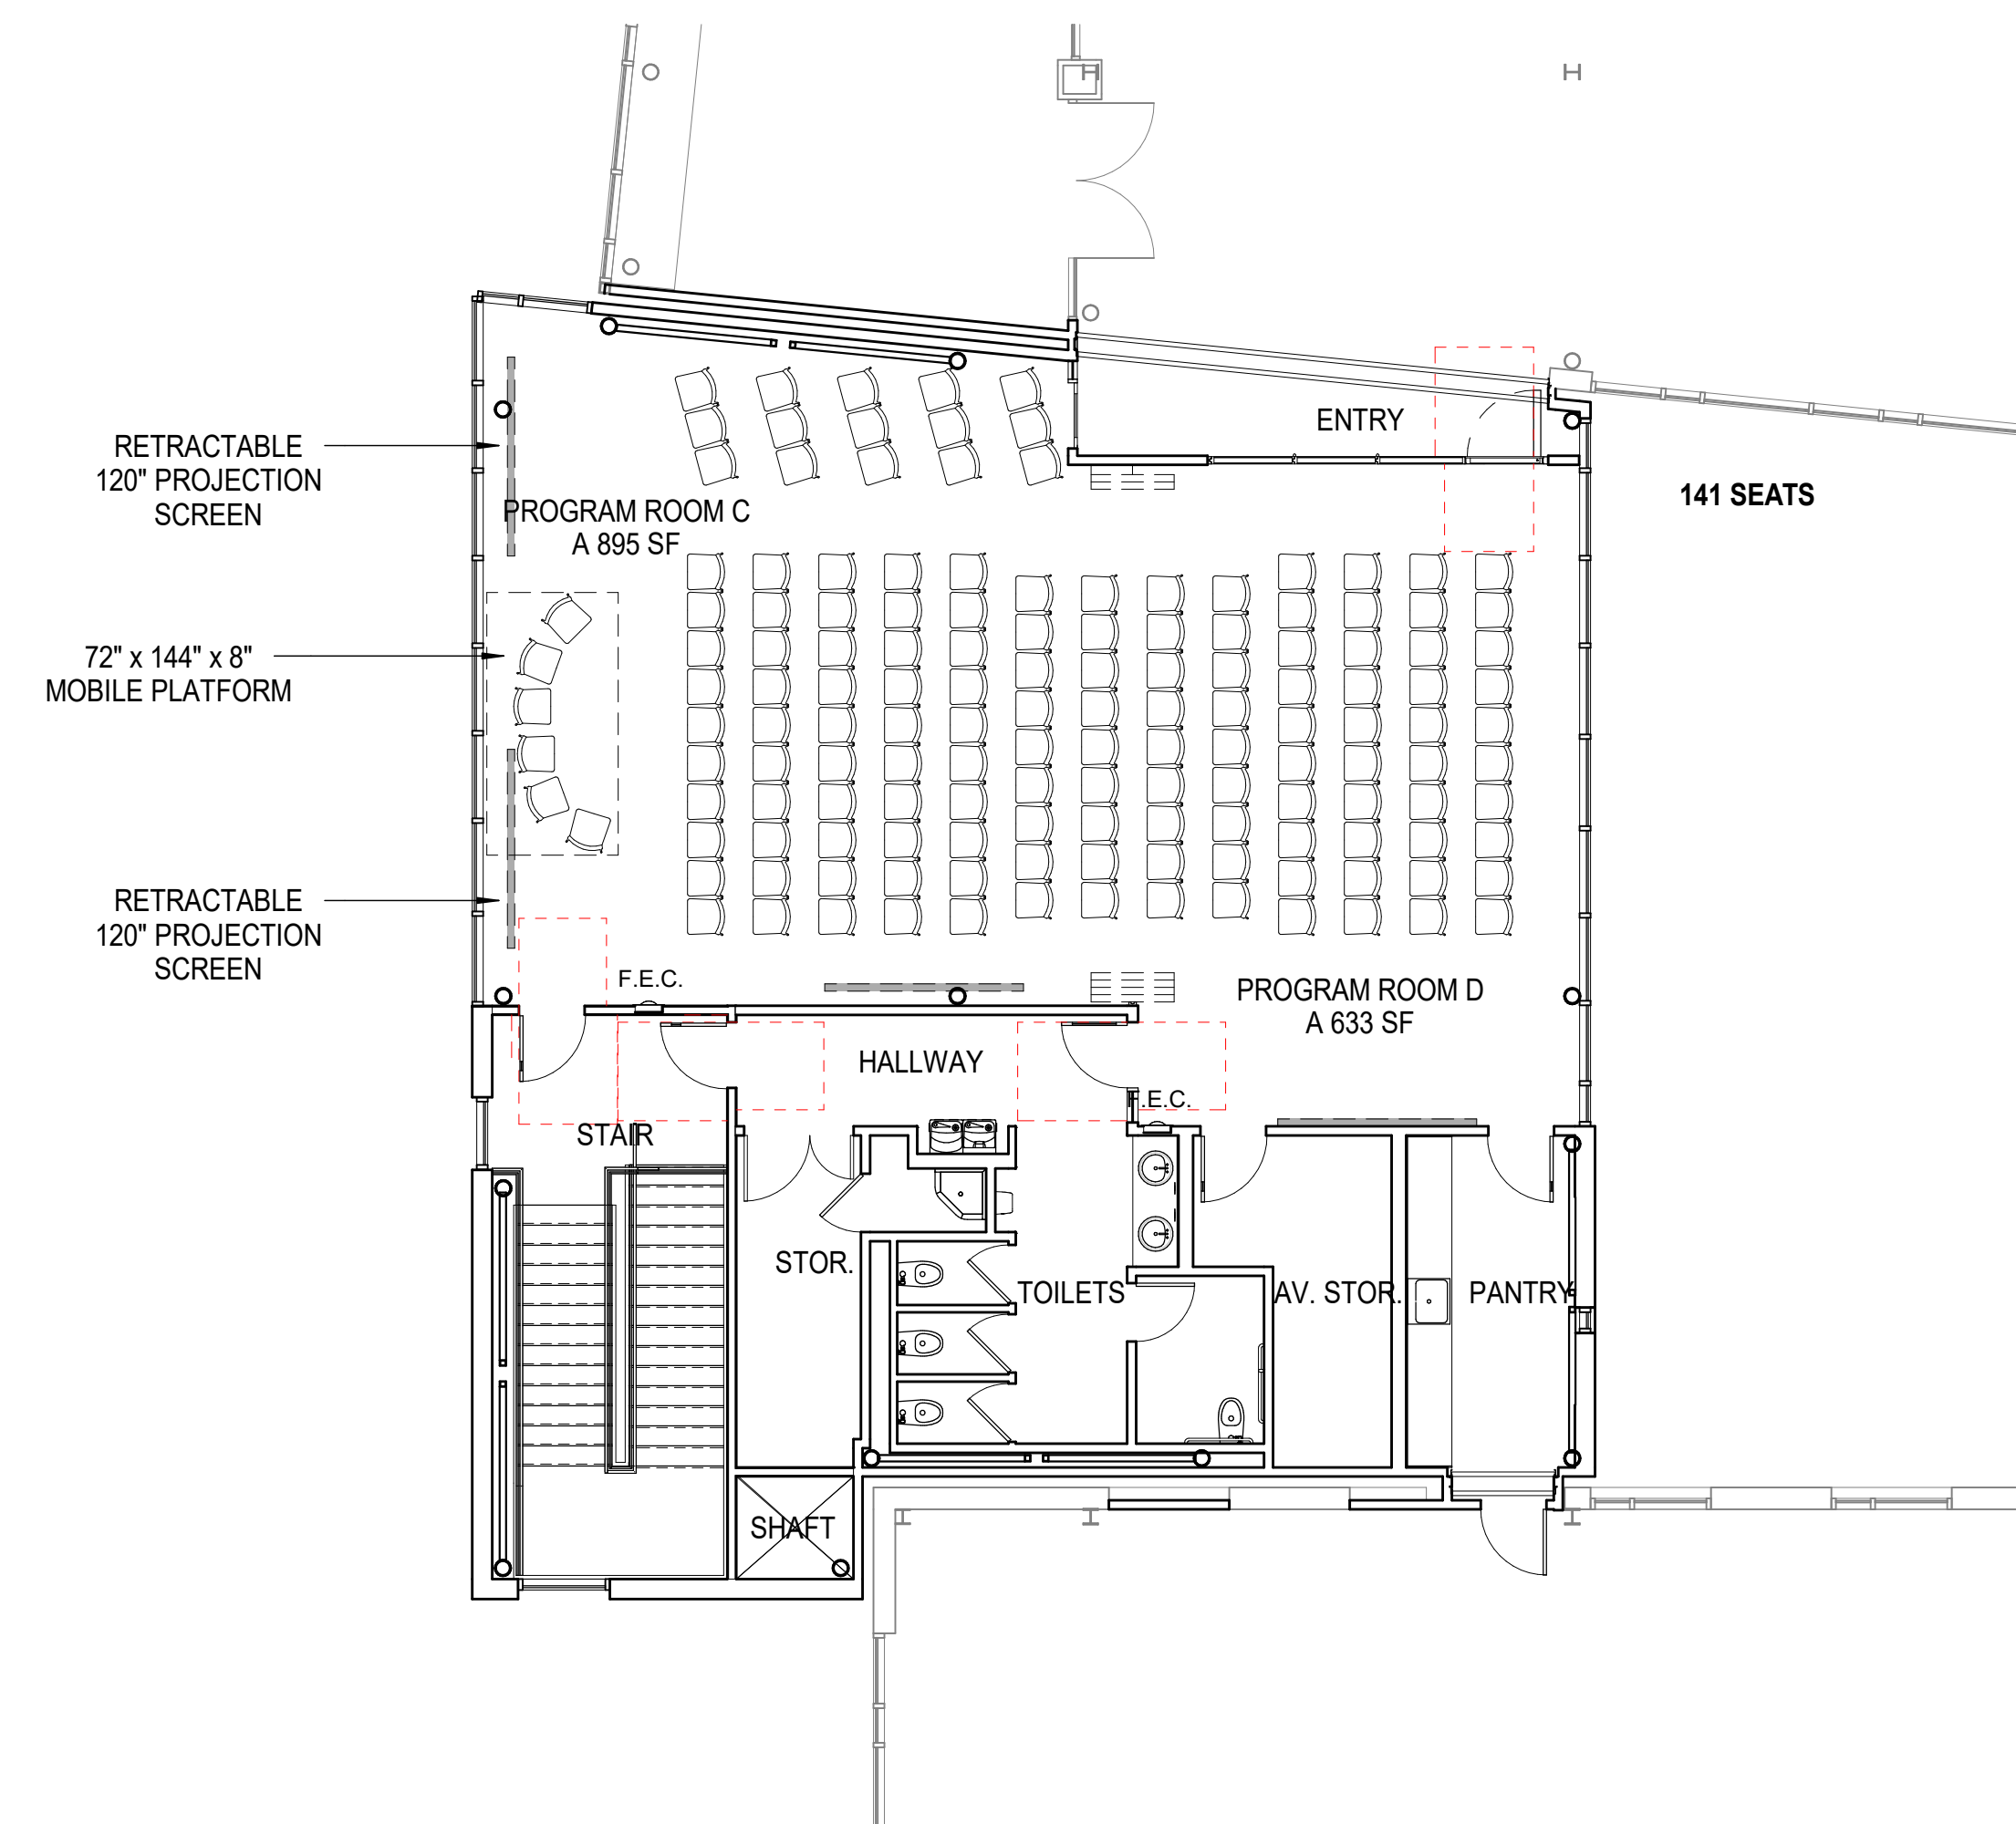 ENTRY
RETRACTABLE
120" PROJECTION
SCREEN
141 SEATS
PROGRAM ROOM C
A 895 SF
72" x 144" x 8"
MOBILE PLATFORM
RETRACTABLE
120" PROJECTION
SCREEN
F.E.C.
PROGRAM ROOM D
A 633 SF
HALLWAY
F.E.C.
STAIR
STOR.
TOILETS
AV. STOR.
PANTRY
SHAFT